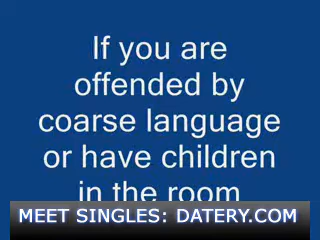 If you are
offended by
coarse language
or have children
in the room
MEET SINGLES: DATERY.COM